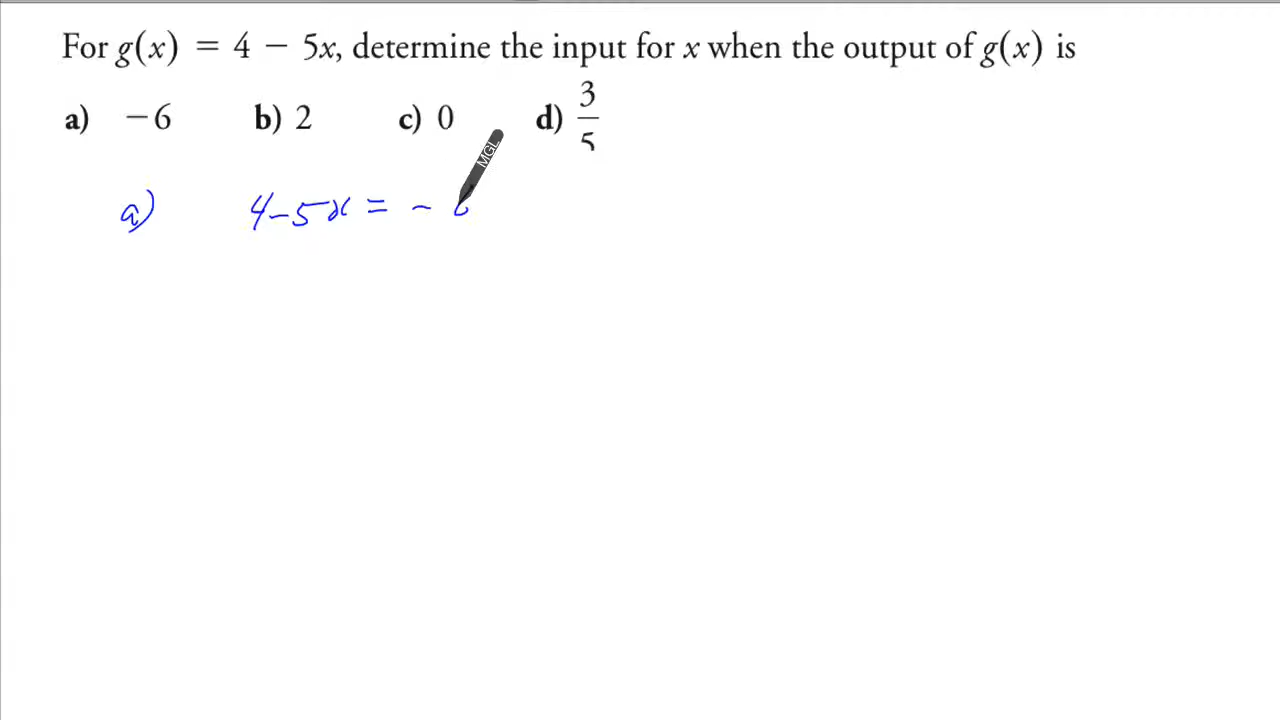 For g(x) = 4 − 5x, determine the input for x when the output of g(x) is
a) −6 b) 2 c) 0 d) 3/5
MGL
a) 4-5x = -